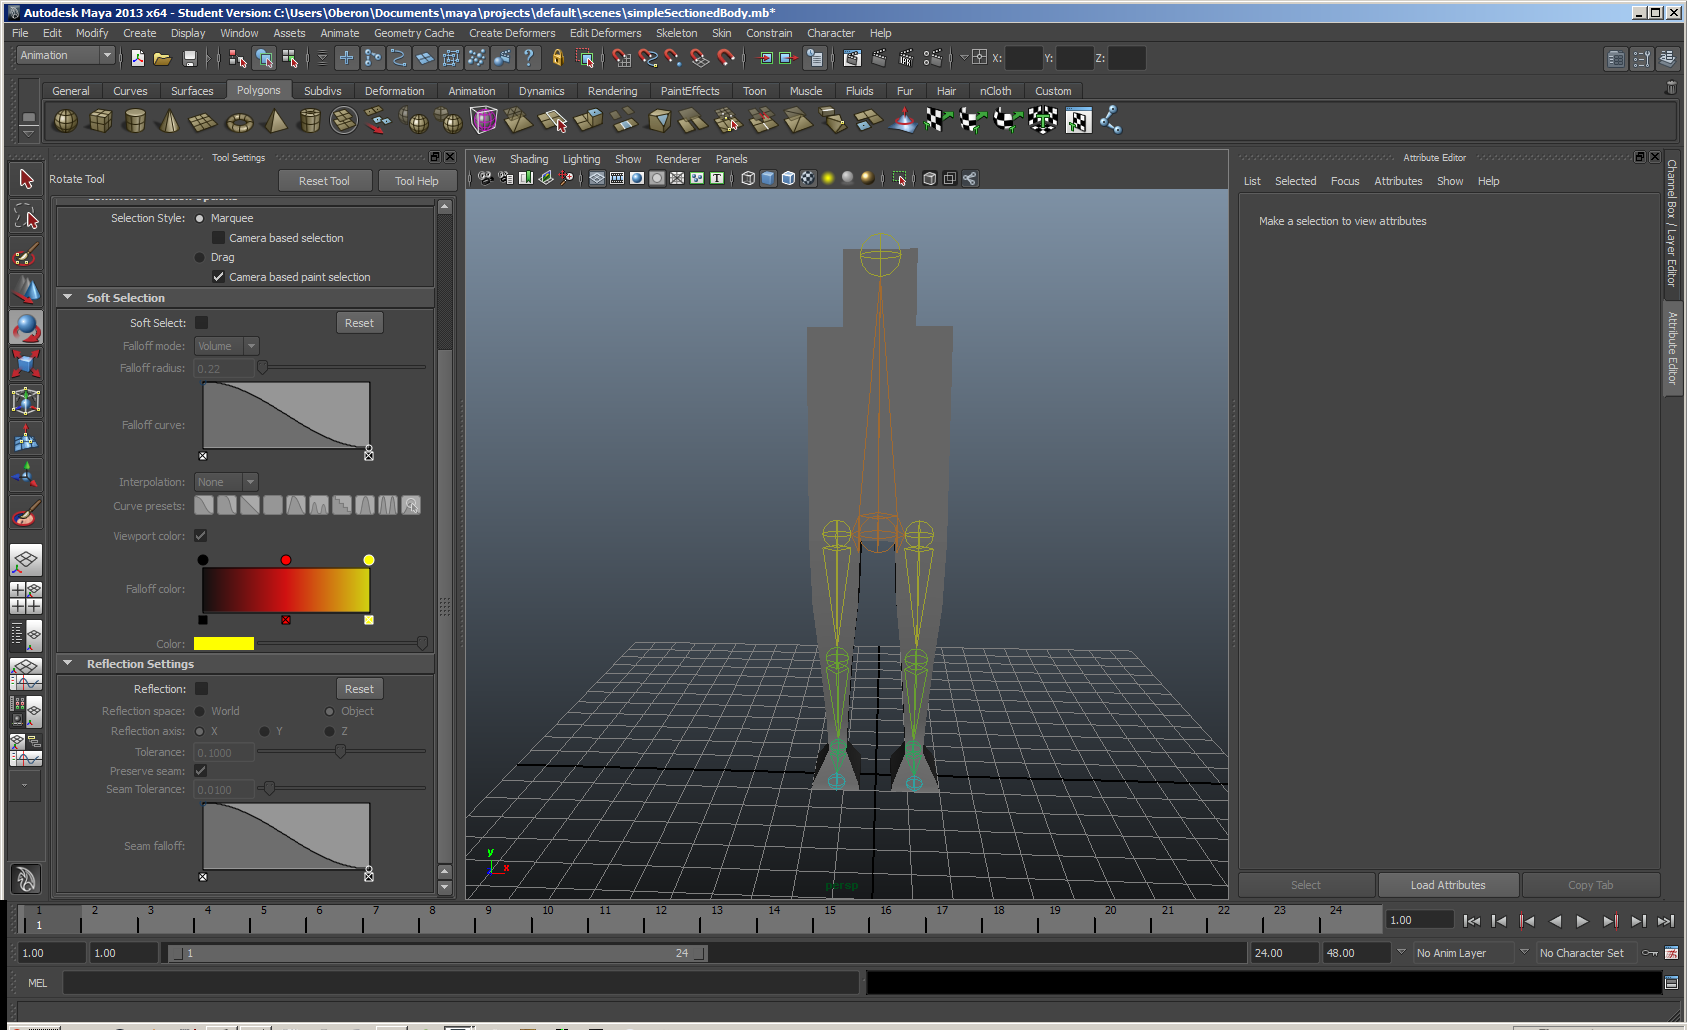 Autodesk Maya 2013 x64 - Student Version: C:\Users\Oberon\Documents\maya\projects\default\scenes\simpleSectionedBody.mb*
File Edit Modify Create Display Window Assets Animate Geometry Cache Create Deformers Edit Deformers Skeleton Skin Constrain Character Help
Animation X: Y: Z:
General Curves Surfaces Polygons Subdivs Deformation Animation Dynamics Rendering PaintEffects Toon Muscle Fluids Fur Hair nCloth Custom
Tool Settings
Rotate Tool Reset Tool Tool Help
Selection Style: Marquee
Camera based selection
Drag
Camera based paint selection
Soft Selection
Soft Select: Reset
Falloff mode: Volume
Falloff radius: 0.22
Falloff curve:
Interpolation: None
Curve presets:
Viewport color:
Falloff color:
Color:
Reflection Settings
Reflection: Reset
Reflection space: World Object
Reflection axis: X Y Z
Tolerance: 0.1000
Preserve seam:
Seam Tolerance: 0.0100
Seam falloff:
View Shading Lighting Show Renderer Panels
T
y
x
persp
Attribute Editor
List Selected Focus Attributes Show Help
Make a selection to view attributes
Select Load Attributes Copy Tab
Channel Box / Layer Editor
Attribute Editor
1 2 3 4 5 6 7 8 9 10 11 12 13 14 15 16 17 18 19 20 21 22 23 24
1 1.00
1.00 1.00 1 24 24.00 48.00 No Anim Layer No Character Set
MEL